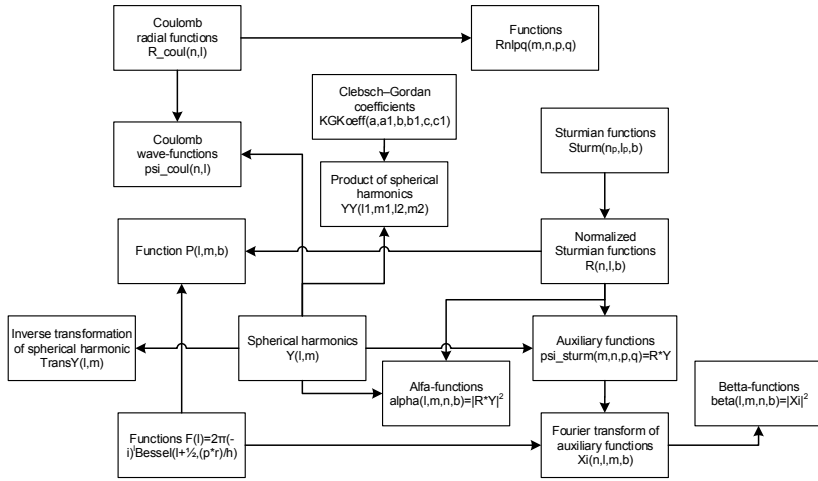 Coulomb
radial functions
R_coul(n,l)
Functions
Rnlpq(m,n,p,q)
Clebsch–Gordan
coefficients
KGKoeff(a,a1,b,b1,c,c1)
Coulomb
wave-functions
psi_coul(n,l)
Sturmian functions
Sturm(nₚ,lₚ,b)
Product of spherical
harmonics
YY(l1,m1,l2,m2)
Function P(l,m,b)
Normalized
Sturmian functions
R(n,l,b)
Inverse transformation
of spherical harmonic
TransY(l,m)
Spherical harmonics
Y(l,m)
Auxiliary functions
psi_sturm(m,n,p,q)=R*Y
Alfa-functions
alpha(l,m,n,b)=|R*Y|²
Betta-functions
beta(l,m,n,b)=|Xi|²
Functions F(l)=2π(-
i)ˡBessel(l+½,(p*r)/h)
Fourier transform of
auxiliary functions
Xi(n,l,m,b)